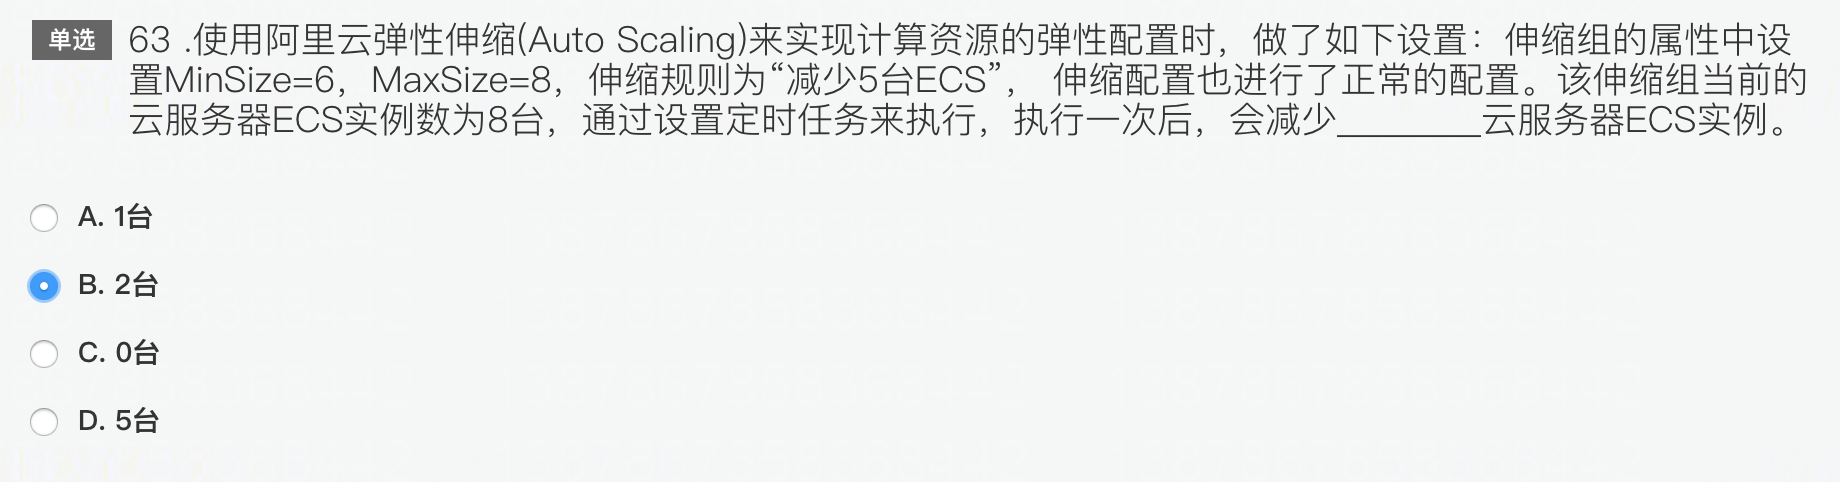 单选 63 .使用阿里云弹性伸缩(Auto Scaling)来实现计算资源的弹性配置时，做了如下设置：伸缩组的属性中设
置MinSize=6，MaxSize=8，伸缩规则为“减少5台ECS”， 伸缩配置也进行了正常的配置。该伸缩组当前的
云服务器ECS实例数为8台，通过设置定时任务来执行，执行一次后，会减少________云服务器ECS实例。
A. 1台
B. 2台
C. 0台
D. 5台